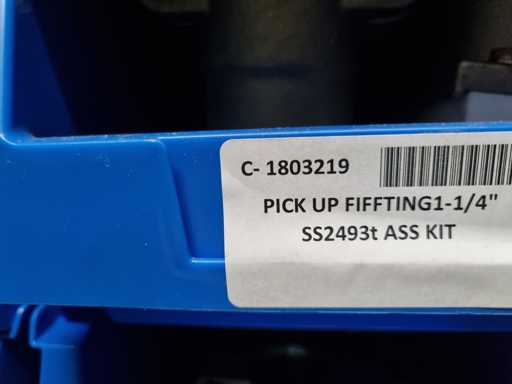 C- 1803219
PICK UP FIFFTING1-1/4"
SS2493t ASS KIT